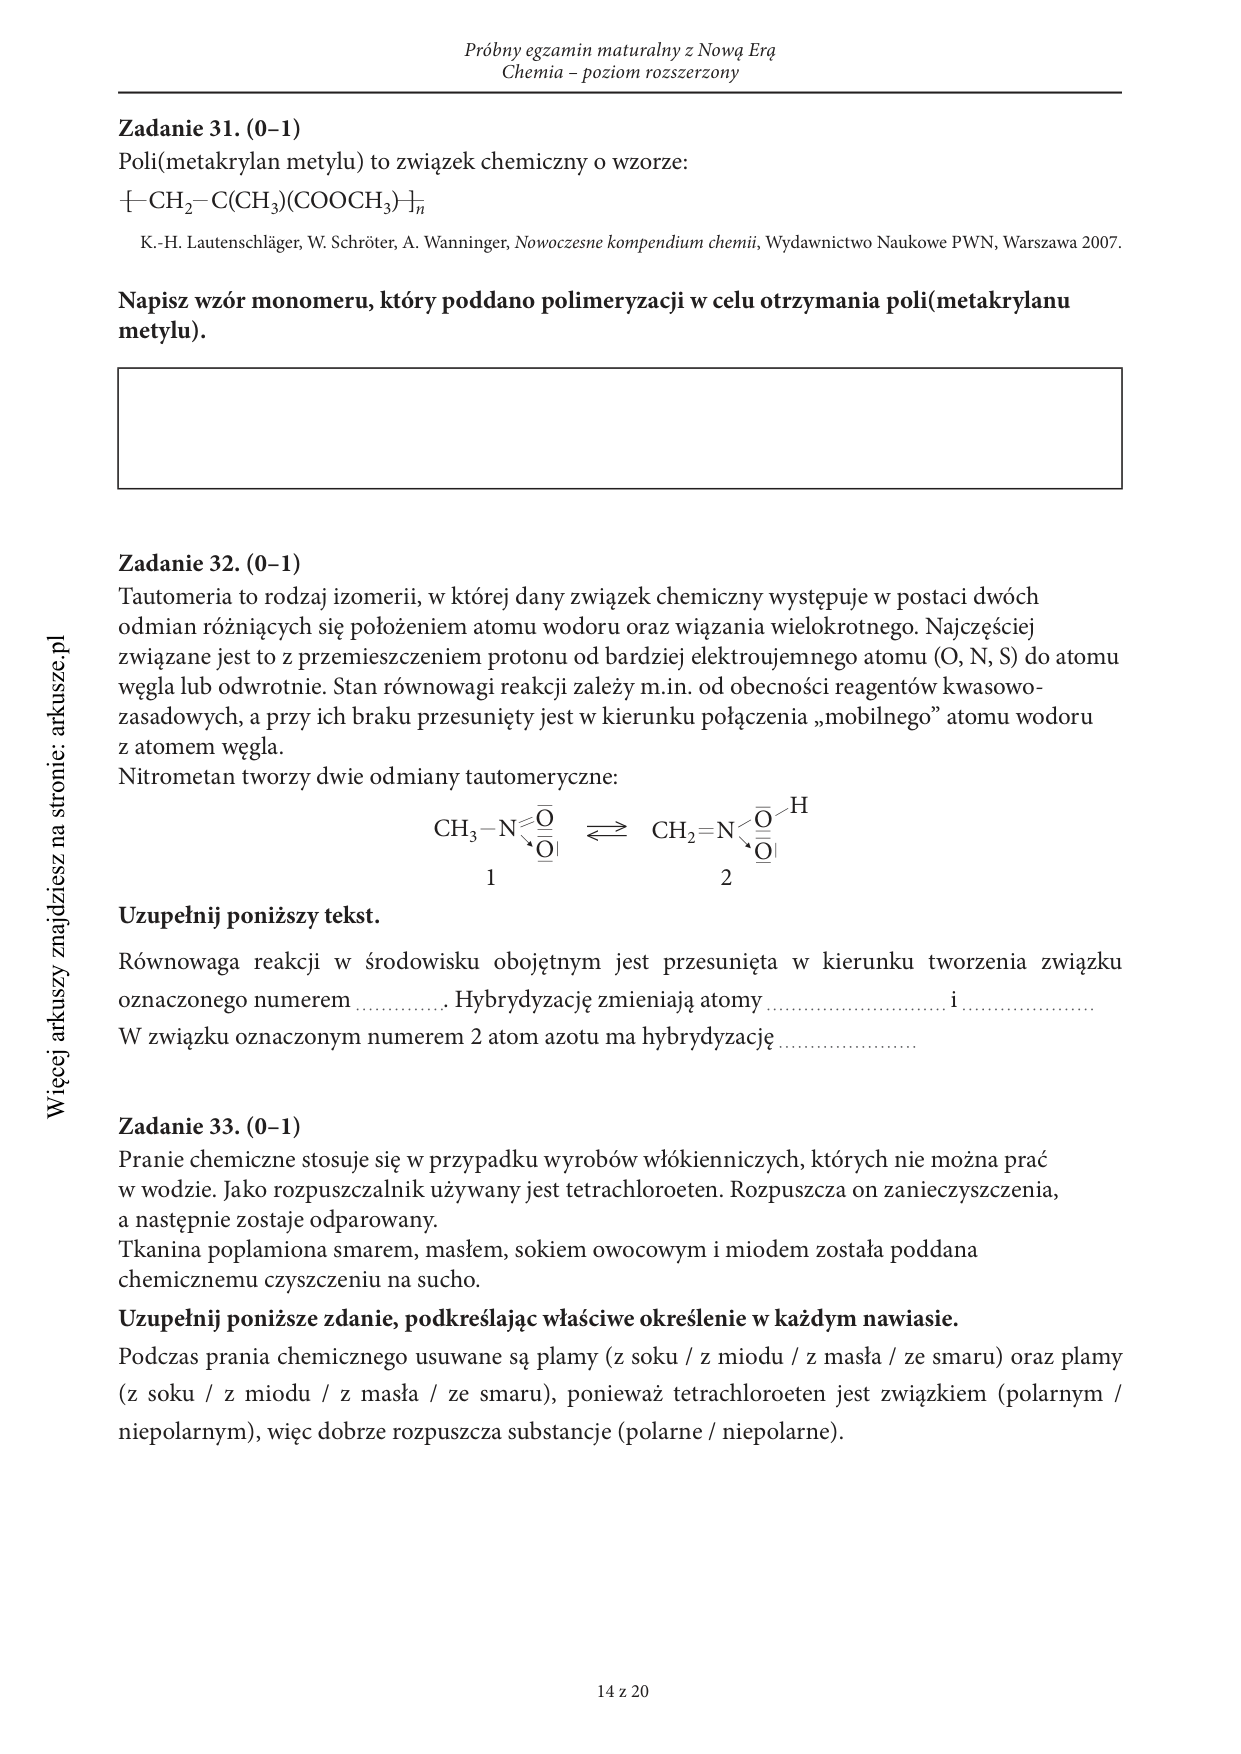 Próbny egzamin maturalny z Nową Erą
Chemia – poziom rozszerzony
Zadanie 31. (0–1)
Poli(metakrylan metylu) to związek chemiczny o wzorze:
[–CH₂–C(CH₃)(COOCH₃)–]ₙ
K.-H. Lautenschläger, W. Schröter, A. Wanninger, Nowoczesne kompendium chemii, Wydawnictwo Naukowe PWN, Warszawa 2007.
Napisz wzór monomeru, który poddano polimeryzacji w celu otrzymania poli(metakrylanu
metylu).
Zadanie 32. (0–1)
Tautomeria to rodzaj izomerii, w której dany związek chemiczny występuje w postaci dwóch
odmian różniących się położeniem atomu wodoru oraz wiązania wielokrotnego. Najczęściej
związane jest to z przemieszczeniem protonu od bardziej elektroujemnego atomu (O, N, S) do atomu
węgla lub odwrotnie. Stan równowagi reakcji zależy m.in. od obecności reagentów kwasowo-
zasadowych, a przy ich braku przesunięty jest w kierunku połączenia „mobilnego” atomu wodoru
z atomem węgla.
Nitrometan tworzy dwie odmiany tautomeryczne:
CH₃–N O O ⇌ CH₂=N O H O
1 2
Uzupełnij poniższy tekst.
Równowaga reakcji w środowisku obojętnym jest przesunięta w kierunku tworzenia związku
oznaczonego numerem ............... Hybrydyzację zmieniają atomy ............................. i .....................
W związku oznaczonym numerem 2 atom azotu ma hybrydyzację ......................
Zadanie 33. (0–1)
Pranie chemiczne stosuje się w przypadku wyrobów włókienniczych, których nie można prać
w wodzie. Jako rozpuszczalnik używany jest tetrachloroeten. Rozpuszcza on zanieczyszczenia,
a następnie zostaje odparowany.
Tkanina poplamiona smarem, masłem, sokiem owocowym i miodem została poddana
chemicznemu czyszczeniu na sucho.
Uzupełnij poniższe zdanie, podkreślając właściwe określenie w każdym nawiasie.
Podczas prania chemicznego usuwane są plamy (z soku / z miodu / z masła / ze smaru) oraz plamy
(z soku / z miodu / z masła / ze smaru), ponieważ tetrachloroeten jest związkiem (polarnym /
niepolarnym), więc dobrze rozpuszcza substancje (polarne / niepolarne).
14 z 20
Więcej arkuszy znajdziesz na stronie: arkusze.pl